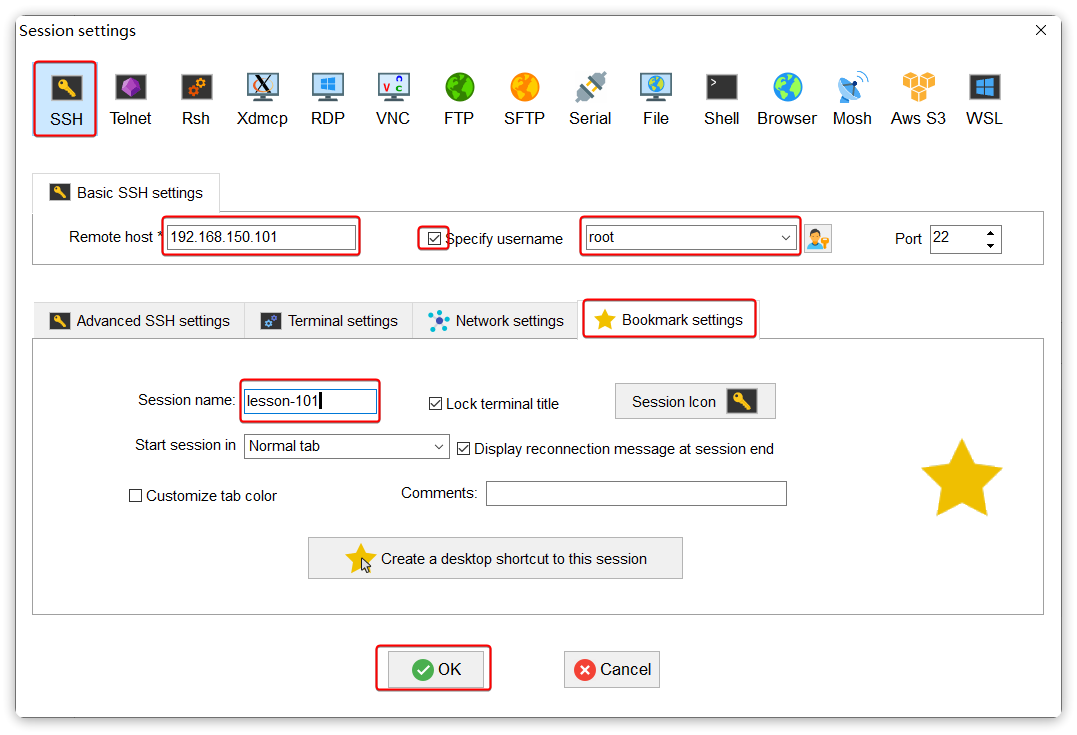 Session settings
SSH Telnet Rsh Xdmcp RDP VNC FTP SFTP Serial File Shell Browser Mosh Aws S3 WSL
Basic SSH settings
Remote host * 192.168.150.101 Specify username root Port 22
Advanced SSH settings Terminal settings Network settings Bookmark settings
Session name: lesson-101 Lock terminal title Session Icon
Start session in Normal tab Display reconnection message at session end
Customize tab color Comments:
Create a desktop shortcut to this session
OK Cancel